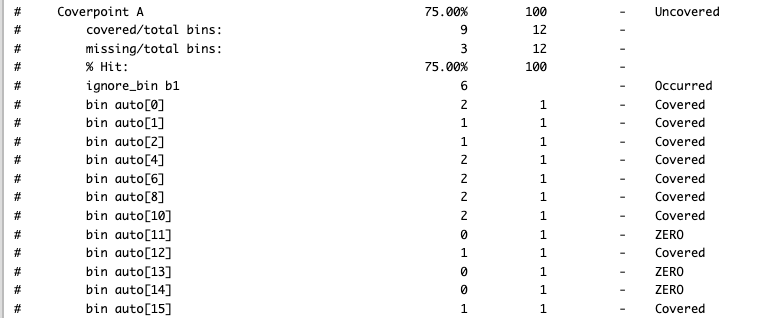 # Coverpoint A 75.00% 100 - Uncovered
# covered/total bins: 9 12 -
# missing/total bins: 3 12 -
# % Hit: 75.00% 100 -
# ignore_bin b1 6 - Occurred
# bin auto[0] 2 1 - Covered
# bin auto[1] 1 1 - Covered
# bin auto[2] 1 1 - Covered
# bin auto[4] 2 1 - Covered
# bin auto[6] 2 1 - Covered
# bin auto[8] 2 1 - Covered
# bin auto[10] 2 1 - Covered
# bin auto[11] 0 1 - ZERO
# bin auto[12] 1 1 - Covered
# bin auto[13] 0 1 - ZERO
# bin auto[14] 0 1 - ZERO
# bin auto[15] 1 1 - Covered